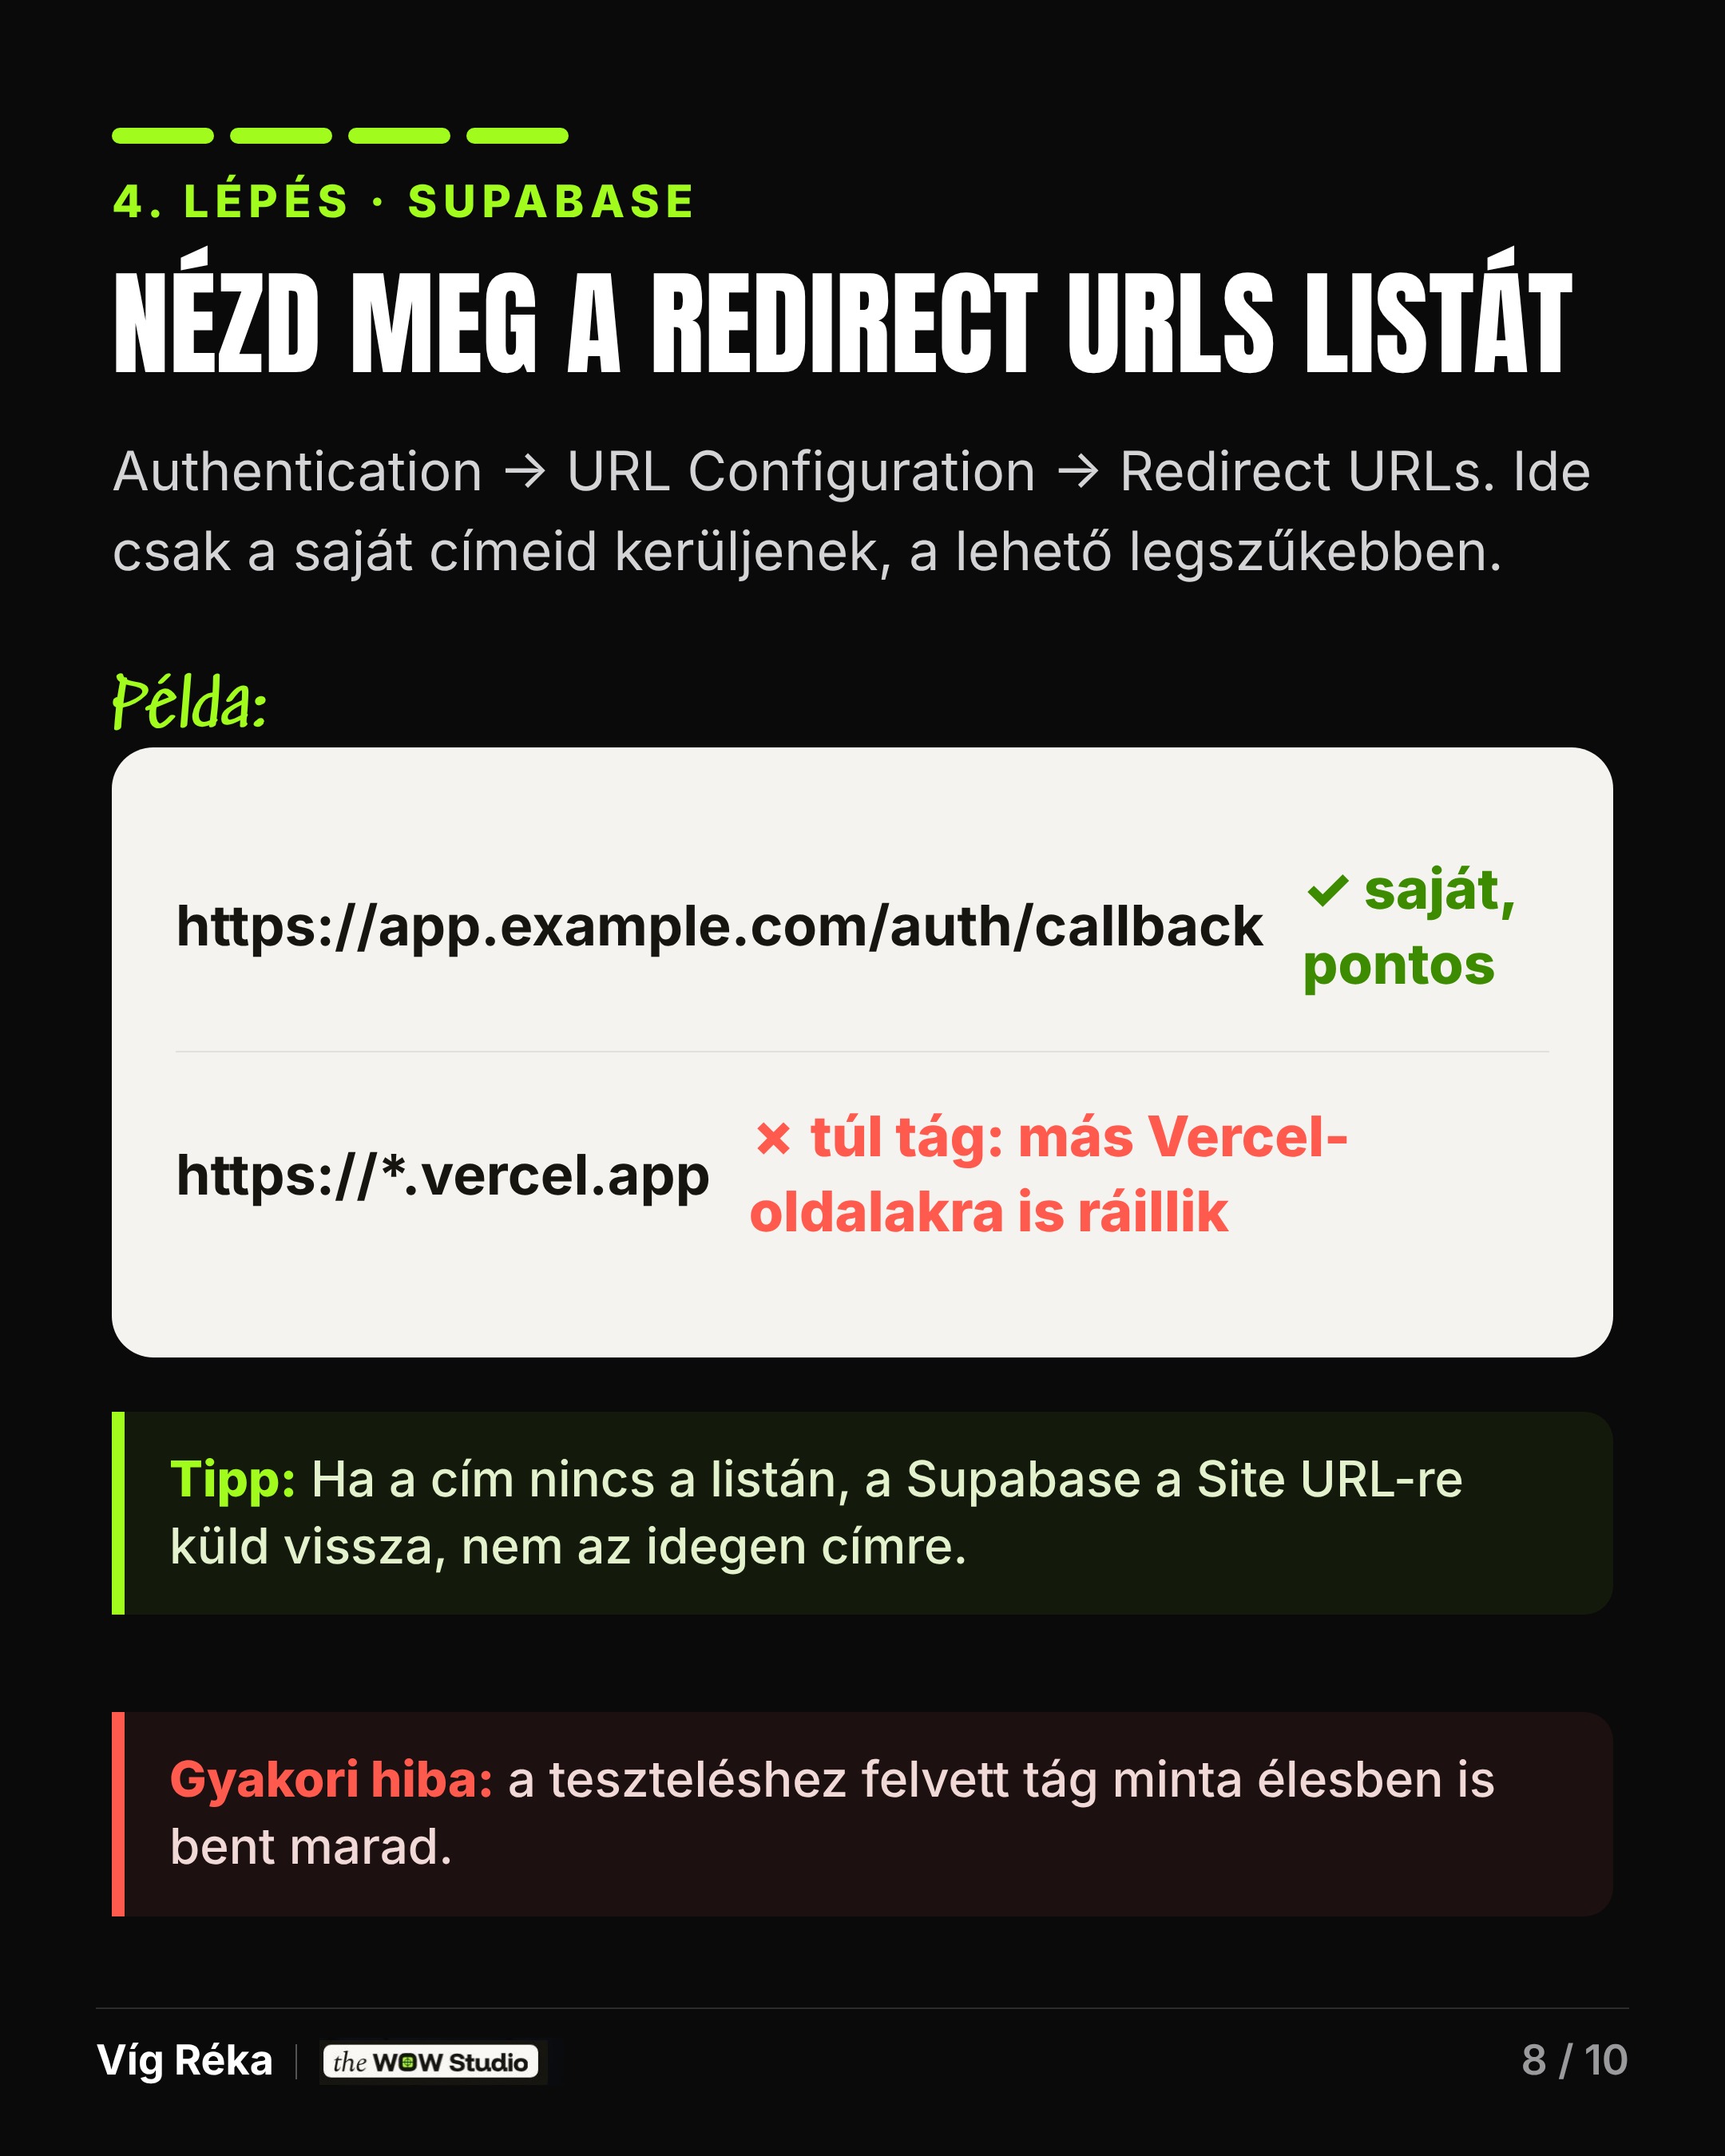 4. LÉPÉS · SUPABASE
NÉZD MEG A REDIRECT URLS LISTÁT
Authentication → URL Configuration → Redirect URLs. Ide
csak a saját címeid kerüljenek, a lehető legszűkebben.
Példa:
https://app.example.com/auth/callback
✓ saját,
pontos
https://*.vercel.app
✕ túl tág: más Vercel-
oldalakra is ráillik
Tipp: Ha a cím nincs a listán, a Supabase a Site URL-re
küld vissza, nem az idegen címre.
Gyakori hiba: a teszteléshez felvett tág minta élesben is
bent marad.
Víg Réka
the WOW Studio
8 / 10